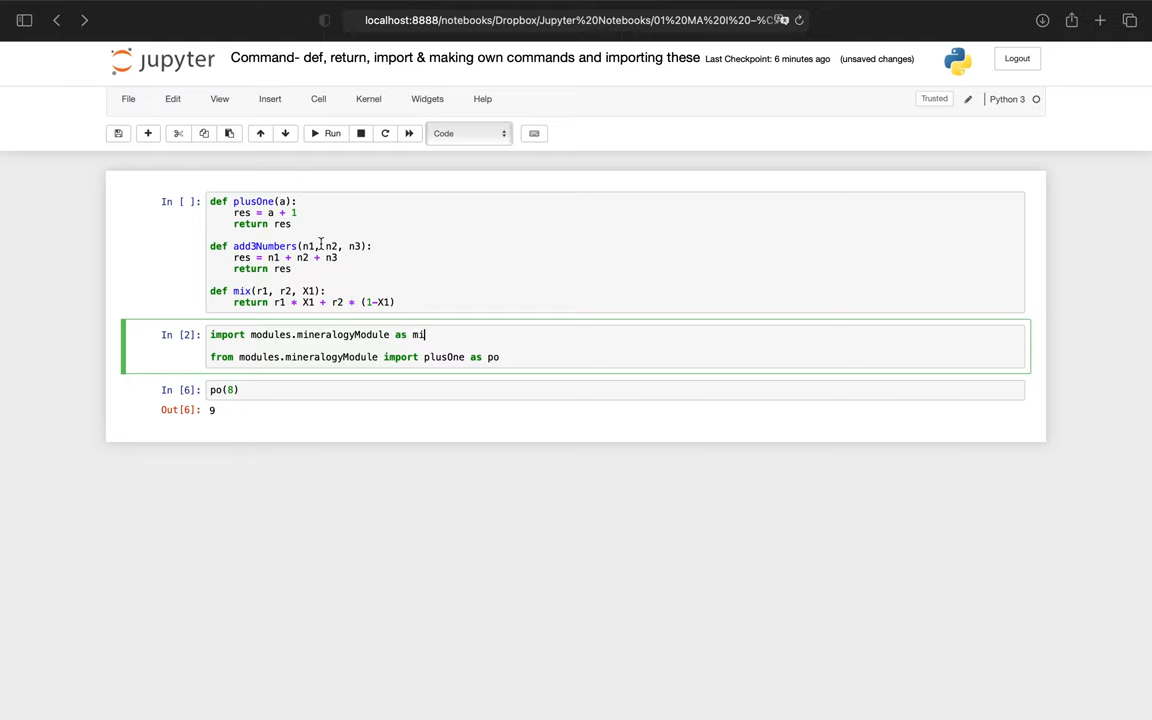 localhost:8888/notebooks/Dropbox/Jupyter%20Notebooks/01%20MA%20I%20–%C
jupyter Command- def, return, import & making own commands and importing these Last Checkpoint: 6 minutes ago (unsaved changes) Logout
File Edit View Insert Cell Kernel Widgets Help Trusted Python 3
Run Code
In [ ]: def plusOne(a):
res = a + 1
return res
def add3Numbers(n1, n2, n3):
res = n1 + n2 + n3
return res
def mix(r1, r2, X1):
return r1 * X1 + r2 * (1-X1)
In [2]: import modules.mineralogyModule as mi
from modules.mineralogyModule import plusOne as po
In [6]: po(8)
Out[6]: 9